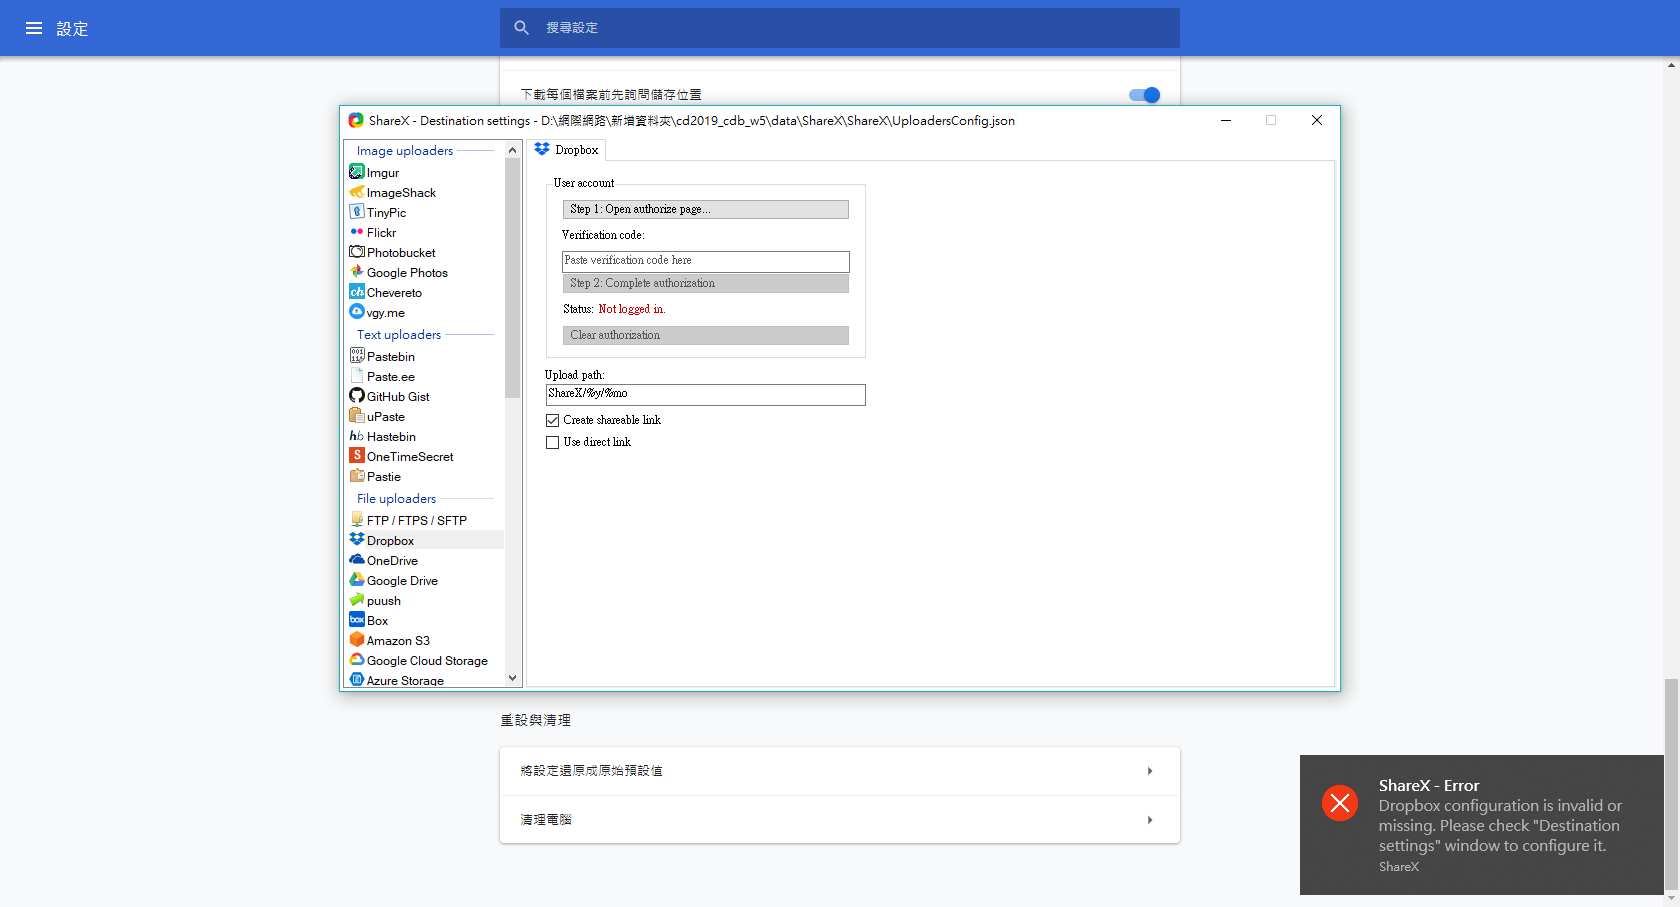 設定
搜尋設定
下載每個檔案前先詢問儲存位置
ShareX - Destination settings - D:\網際網路\新增資料夾\cd2019_cdb_w5\data\ShareX\ShareX\UploadersConfig.json
Image uploaders
Imgur
ImageShack
TinyPic
Flickr
Photobucket
Google Photos
Chevereto
vgy.me
Text uploaders
Pastebin
Paste.ee
GitHub Gist
uPaste
Hastebin
OneTimeSecret
Pastie
File uploaders
FTP / FTPS / SFTP
Dropbox
OneDrive
Google Drive
puush
Box
Amazon S3
Google Cloud Storage
Azure Storage
Dropbox
User account
Step 1: Open authorize page...
Verification code:
Paste verification code here
Step 2: Complete authorization
Status: Not logged in.
Clear authorization
Upload path:
ShareX/%y/%mo
Create shareable link
Use direct link
重設與清理
將設定還原成原始預設值
清理電腦
ShareX - Error
Dropbox configuration is invalid or
missing. Please check "Destination
settings" window to configure it.
ShareX